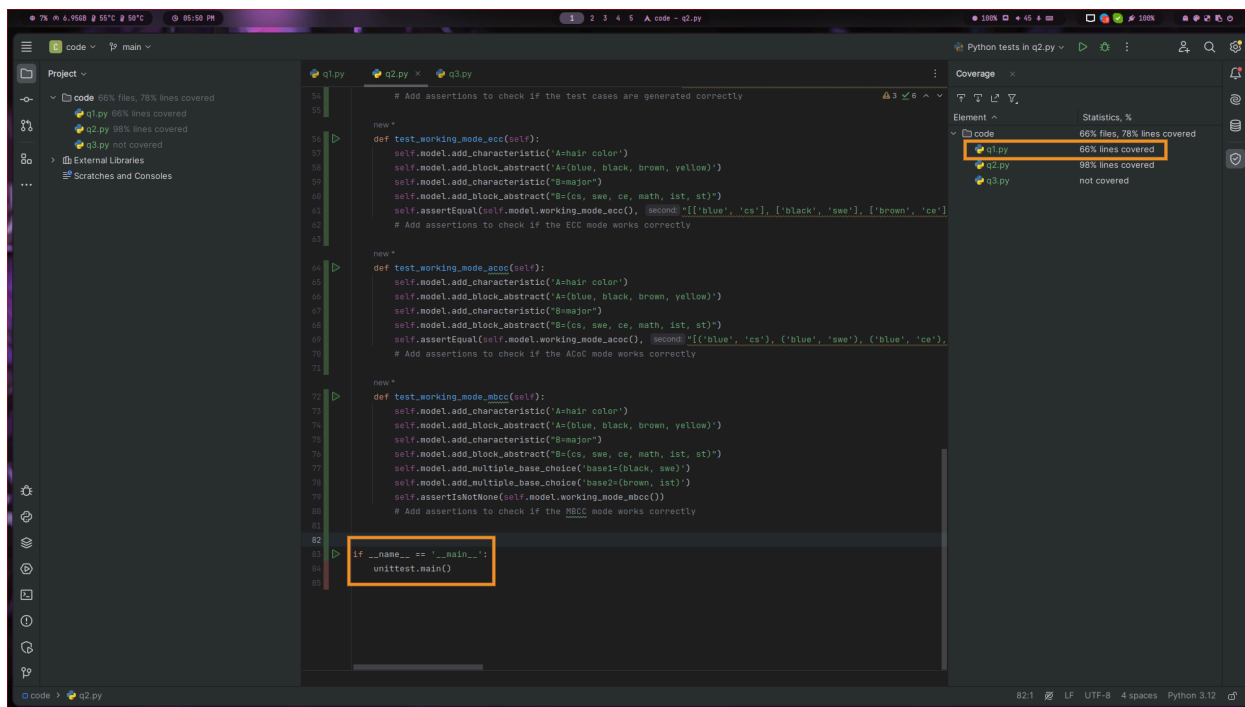 7% 6.95GB 55°C 50°C 05:50 PM
1 2 3 4 5 A code - q2.py
100% 45 100%
C code main
Python tests in q2.py
Project
code 66% files, 78% lines covered
q1.py 66% lines covered
q2.py 98% lines covered
q3.py not covered
External Libraries
Scratches and Consoles
q1.py q2.py q3.py
54 # Add assertions to check if the test cases are generated correctly
3 6
55
new *
56 def test_working_mode_ecc(self):
57 self.model.add_characteristic('A=hair color')
58 self.model.add_block_abstract('A=(blue, black, brown, yellow)')
59 self.model.add_characteristic("B=major")
60 self.model.add_block_abstract("B=(cs, swe, ce, math, ist, st)")
61 self.assertEqual(self.model.working_mode_ecc(), second: "[['blue', 'cs'], ['black', 'swe'], ['brown', 'ce']
62 # Add assertions to check if the ECC mode works correctly
63
new *
64 def test_working_mode_acoc(self):
65 self.model.add_characteristic('A=hair color')
66 self.model.add_block_abstract('A=(blue, black, brown, yellow)')
67 self.model.add_characteristic("B=major")
68 self.model.add_block_abstract("B=(cs, swe, ce, math, ist, st)")
69 self.assertEqual(self.model.working_mode_acoc(), second: "[('blue', 'cs'), ('blue', 'swe'), ('blue', 'ce'),
70 # Add assertions to check if the ACoC mode works correctly
71
new *
72 def test_working_mode_mbcc(self):
73 self.model.add_characteristic('A=hair color')
74 self.model.add_block_abstract('A=(blue, black, brown, yellow)')
75 self.model.add_characteristic("B=major")
76 self.model.add_block_abstract("B=(cs, swe, ce, math, ist, st)")
77 self.model.add_multiple_base_choice('base1=(black, swe)')
78 self.model.add_multiple_base_choice('base2=(brown, ist)')
79 self.assertIsNotNone(self.model.working_mode_mbcc())
80 # Add assertions to check if the MBCC mode works correctly
81
82
83 if __name__ == '__main__':
84 unittest.main()
85
Coverage
Element Statistics, %
code 66% files, 78% lines covered
q1.py 66% lines covered
q2.py 98% lines covered
q3.py not covered
code > q2.py
82:1 LF UTF-8 4 spaces Python 3.12